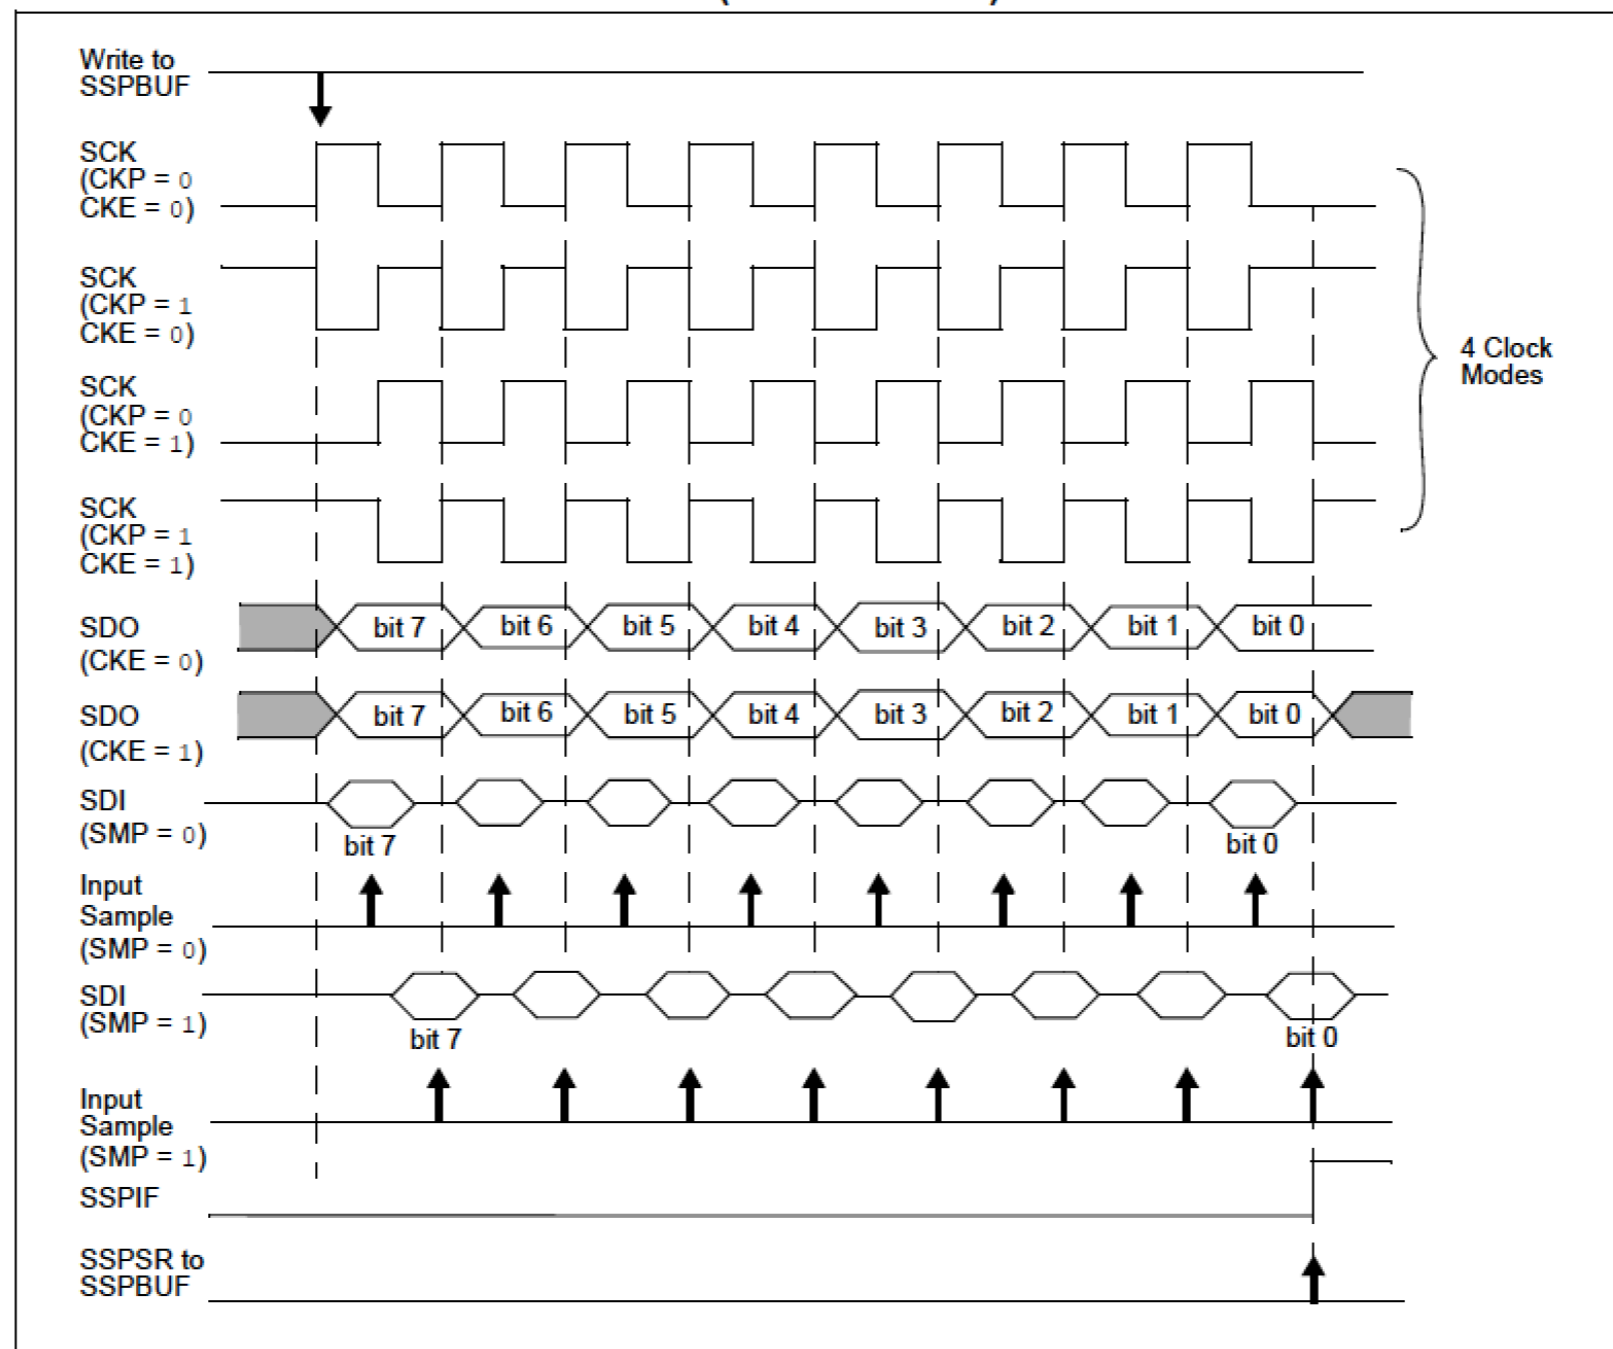 Write to
SSPBUF
SCK
(CKP = 0
CKE = 0)
SCK
(CKP = 1
CKE = 0)
SCK
(CKP = 0
CKE = 1)
SCK
(CKP = 1
CKE = 1)
4 Clock
Modes
SDO
(CKE = 0)
bit 7 bit 6 bit 5 bit 4 bit 3 bit 2 bit 1 bit 0
SDO
(CKE = 1)
bit 7 bit 6 bit 5 bit 4 bit 3 bit 2 bit 1 bit 0
SDI
(SMP = 0)
bit 7 bit 0
Input
Sample
(SMP = 0)
SDI
(SMP = 1)
bit 7 bit 0
Input
Sample
(SMP = 1)
SSPIF
SSPSR to
SSPBUF